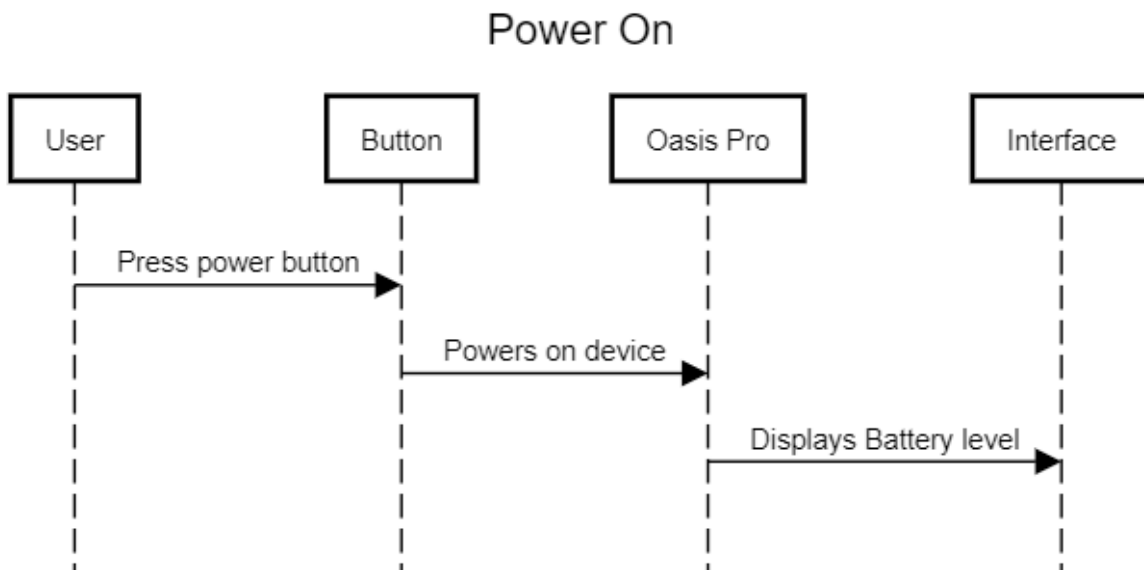 Power On
User
Button
Oasis Pro
Interface
Press power button
Powers on device
Displays Battery level